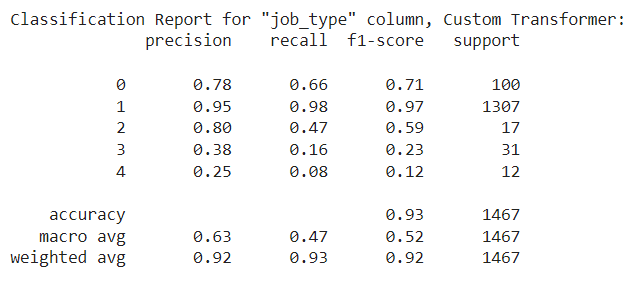 Classification Report for "job_type" column, Custom Transformer:
precision recall f1-score support
0 0.78 0.66 0.71 100
1 0.95 0.98 0.97 1307
2 0.80 0.47 0.59 17
3 0.38 0.16 0.23 31
4 0.25 0.08 0.12 12
accuracy 0.93 1467
macro avg 0.63 0.47 0.52 1467
weighted avg 0.92 0.93 0.92 1467